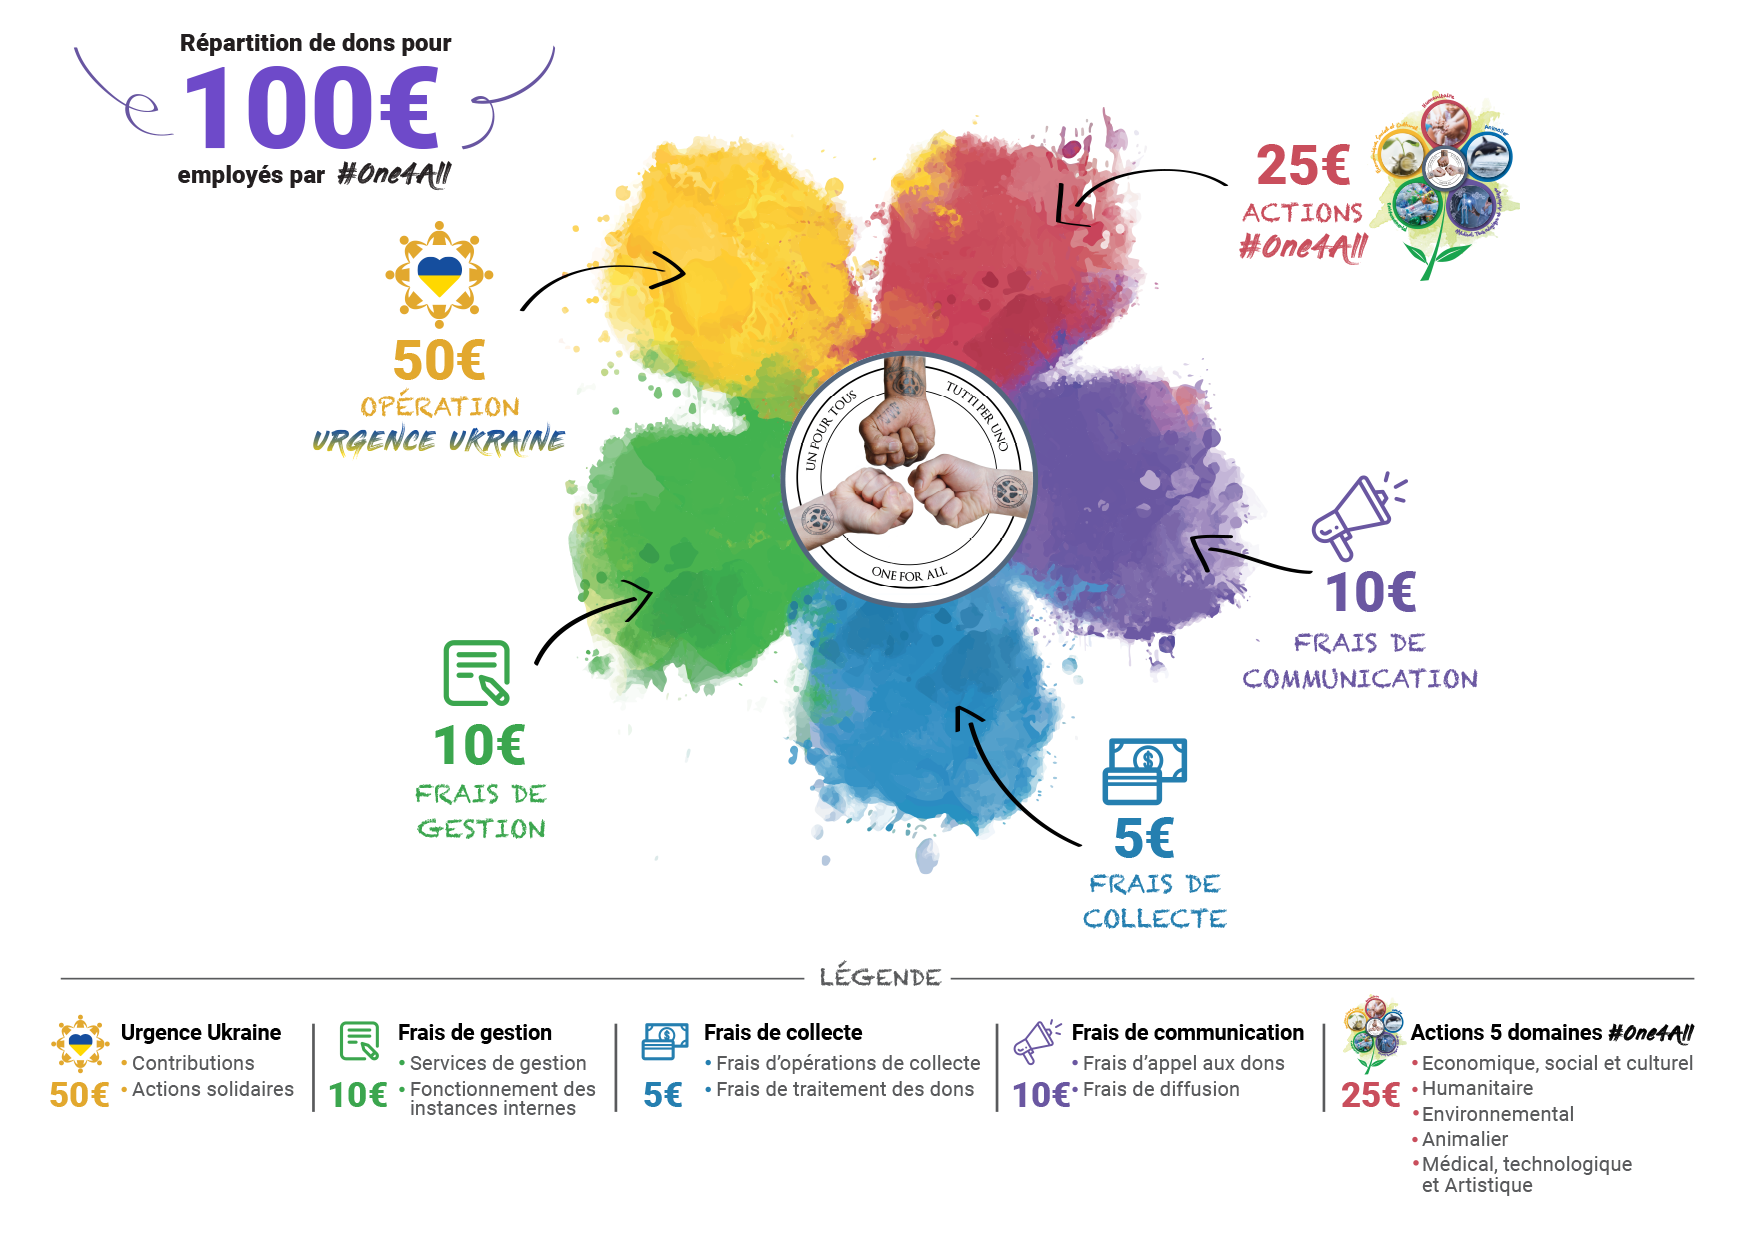 Répartition de dons pour
100€
employés par #One4All
25€
ACTIONS
#One4All
50€
OPÉRATION
URGENCE UKRAINE
UN POUR TOUS
TUTTI PER UNO
ONE FOR ALL
10€
FRAIS DE
COMMUNICATION
10€
FRAIS DE
GESTION
5€
FRAIS DE
COLLECTE
LÉGENDE
Urgence Ukraine
• Contributions
• Actions solidaires
50€
Frais de gestion
• Services de gestion
• Fonctionnement des
instances internes
10€
Frais de collecte
• Frais d’opérations de collecte
• Frais de traitement des dons
5€
Frais de communication
• Frais d’appel aux dons
• Frais de diffusion
10€
Actions 5 domaines #One4All
• Economique, social et culturel
• Humanitaire
• Environnemental
• Animalier
• Médical, technologique
et Artistique
25€